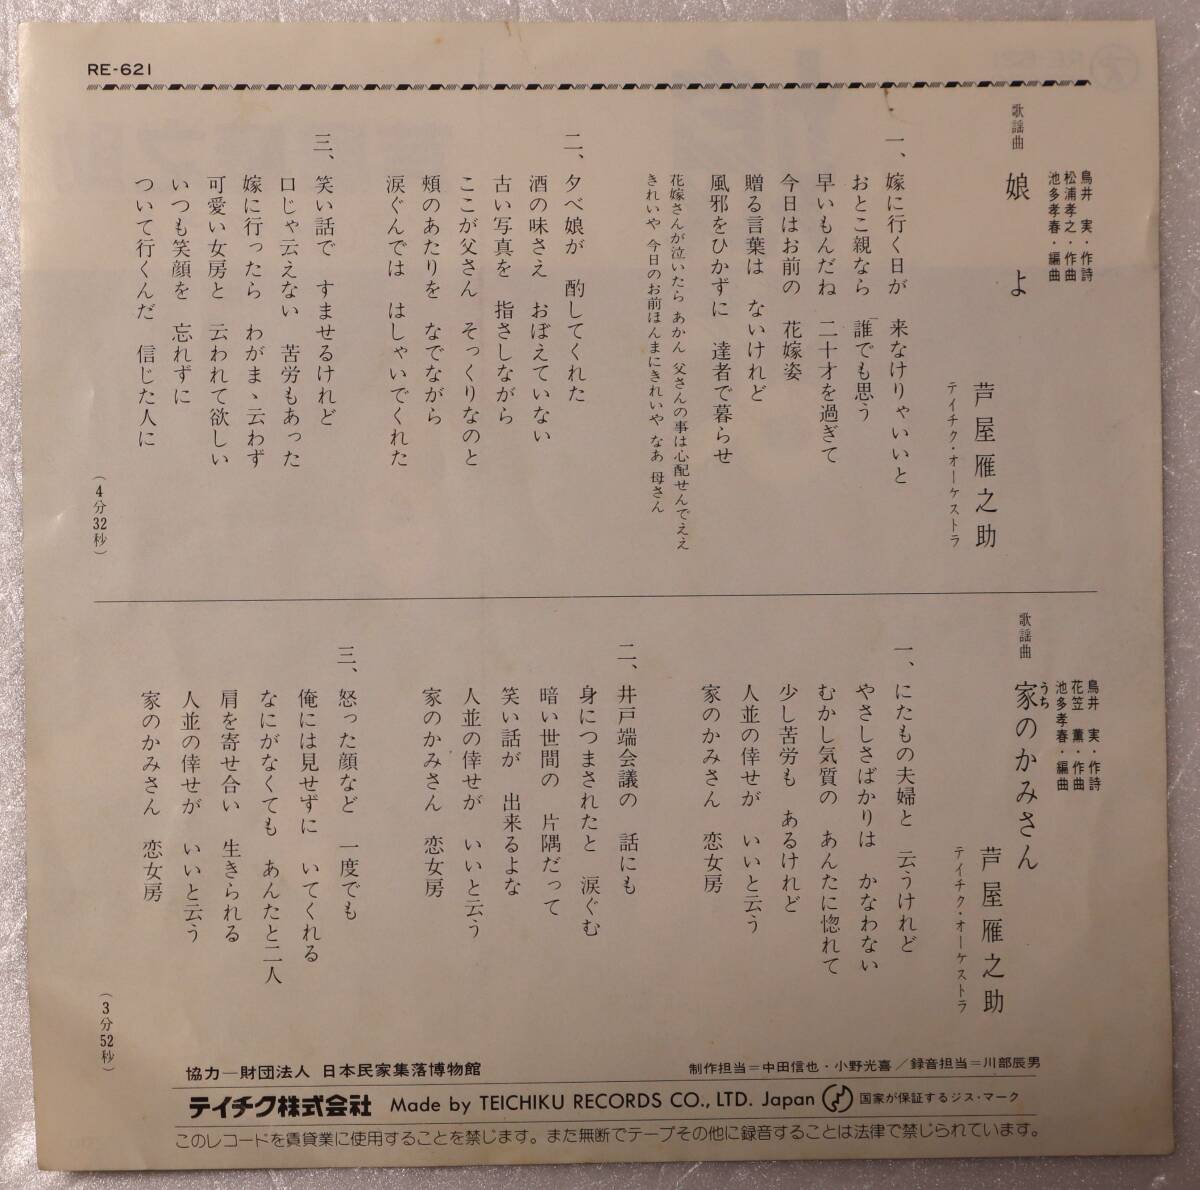 RE-621
歌謡曲
娘よ
鳥井 実・作詩
松浦孝之・作曲
池多孝春・編曲
芦屋雁之助
テイチク・オーケストラ
一、嫁に行く日が 来なけりゃいいと
おとこ親なら 誰でも思う
早いもんだね 二十才を過ぎて
今日はお前の 花嫁姿
贈る言葉は ないけれど
風邪をひかずに 達者で暮らせ
花嫁さんが泣いたら あかん 父さんの事は心配せんでええ
きれいや 今日のお前ほんまにきれいや なあ 母さん
二、夕べ娘が 酌してくれた
酒の味さえ おぼえていない
古い写真を 指さしながら
ここが父さん そっくりなのと
頬のあたりを なでながら
涙ぐんでは はしゃいでくれた
三、笑い話で すませるけれど
口じゃ云えない 苦労もあった
嫁に行ったら わがまゝ云わず
可愛い女房と 云われて欲しい
いつも笑顔を 忘れずに
ついて行くんだ 信じた人に
(4分32秒)
歌謡曲
家のかみさん
うち
鳥井 実・作詩
花笠 薫・作曲
池多孝春・編曲
芦屋雁之助
テイチク・オーケストラ
一、にたもの夫婦と 云うけれど
やさしさばかりは かなわない
むかし気質の あんたに惚れて
少し苦労も あるけれど
人並の倖せが いいと云う
家のかみさん 恋女房
二、井戸端会議の 話にも
身につまされたと 涙ぐむ
暗い世間の 片隅だって
笑い話が 出来るよな
人並の倖せが いいと云う
家のかみさん 恋女房
三、怒った顔など 一度でも
俺には見せずに いてくれる
なにがなくても あんたと二人
肩を寄せ合い 生きられる
人並の倖せが いいと云う
家のかみさん 恋女房
(3分52秒)
協力―財団法人 日本民家集落博物館
制作担当=中田信也・小野光喜/録音担当=川部辰男
テイチク株式会社 Made by TEICHIKU RECORDS CO., LTD. Japan 国家が保証するジス・マーク
このレコードを賃貸業に使用することを禁じます。また無断でテープその他に録音することは法律で禁じられています。